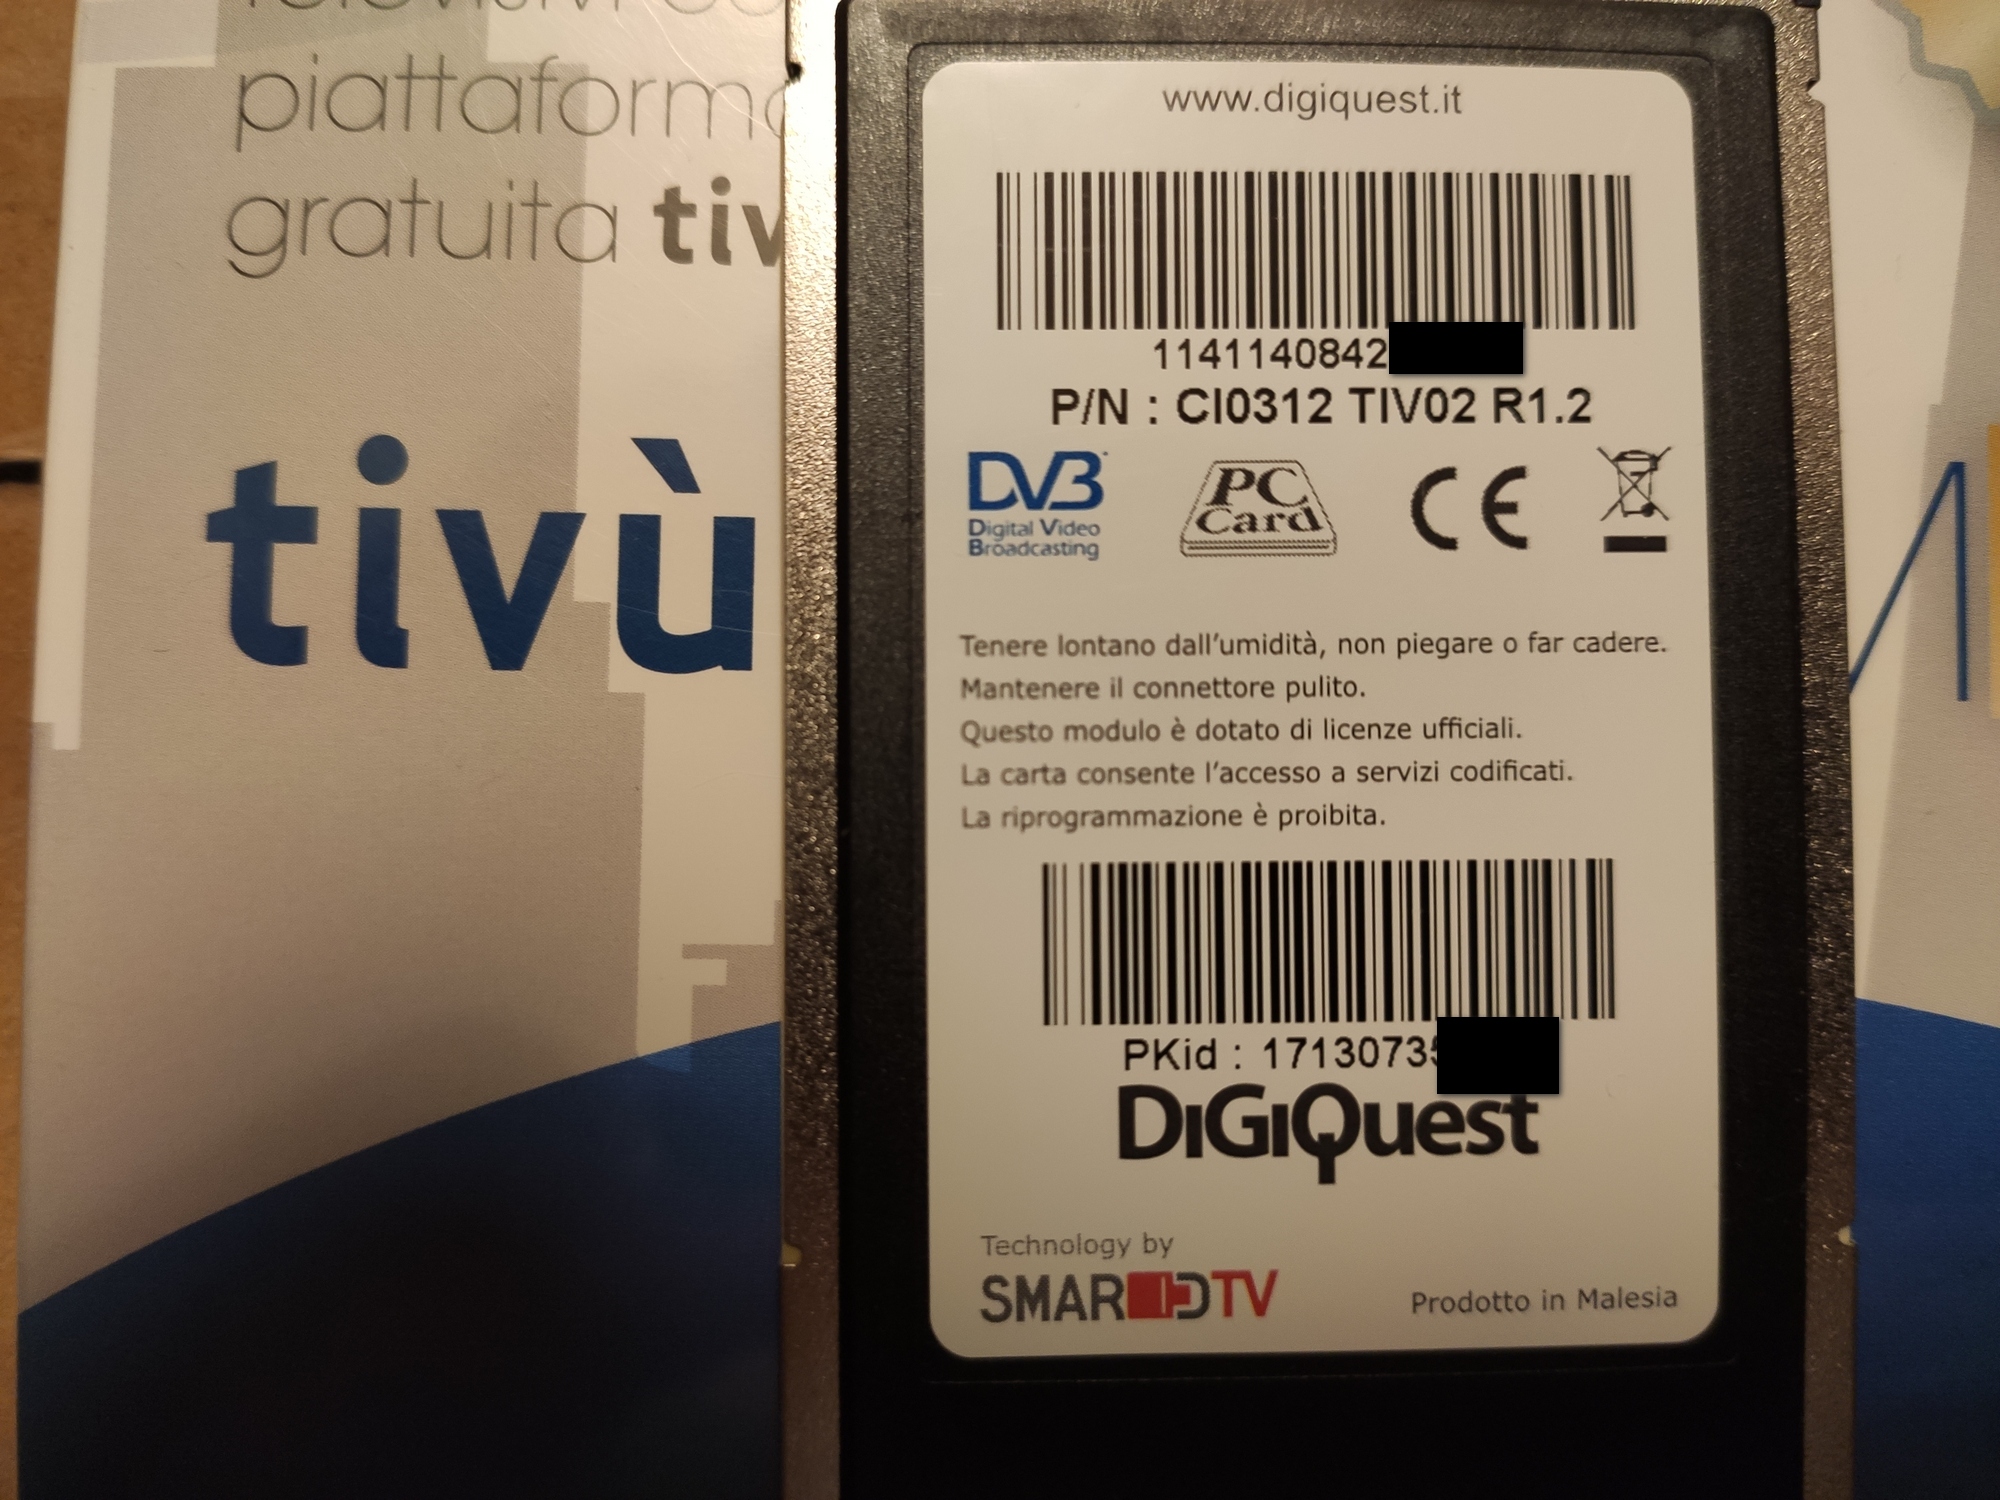 piattaforma
gratuita tiv
tivù
www.digiquest.it
1141140842
P/N : CI0312 TIV02 R1.2
DVB
Digital Video
Broadcasting
PC
Card
CE
Tenere lontano dall'umidità, non piegare o far cadere.
Mantenere il connettore pulito.
Questo modulo è dotato di licenze ufficiali.
La carta consente l'accesso a servizi codificati.
La riprogrammazione è proibita.
PKid : 1713073
DiGiQuest
Technology by
SMARDTV
Prodotto in Malesia